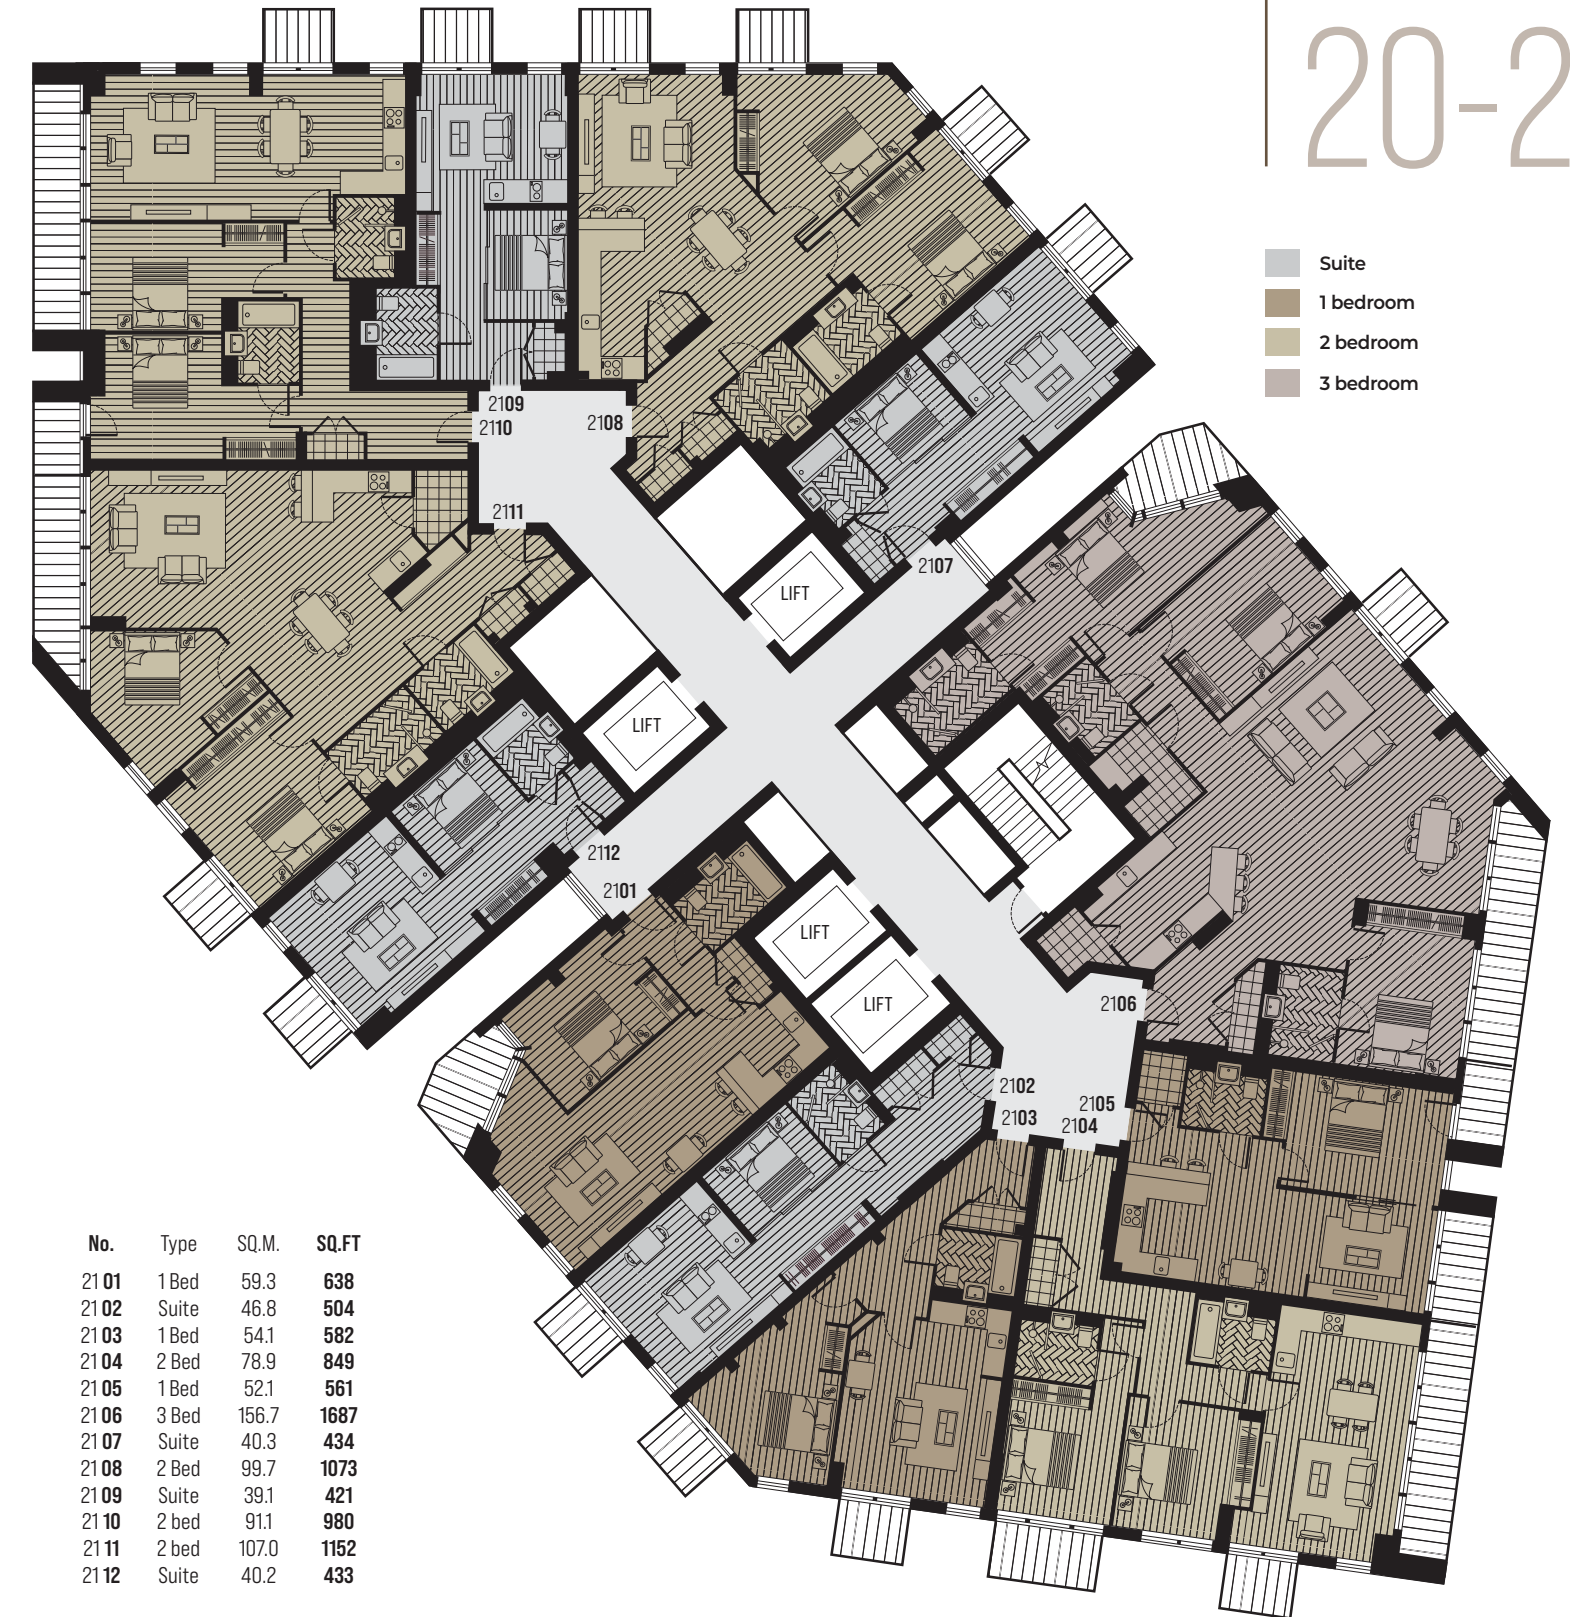 20-2
Suite
1 bedroom
2 bedroom
3 bedroom
2109
2110
2108
2111
2107
LIFT
LIFT
2112
2101
LIFT
LIFT
2106
2102
2105
2103
2104
No. Type SQ.M. SQ.FT
2101 1 Bed 59.3 638
2102 Suite 46.8 504
2103 1 Bed 54.1 582
2104 2 Bed 78.9 849
2105 1 Bed 52.1 561
2106 3 Bed 156.7 1687
2107 Suite 40.3 434
2108 2 Bed 99.7 1073
2109 Suite 39.1 421
2110 2 bed 91.1 980
2111 2 bed 107.0 1152
2112 Suite 40.2 433